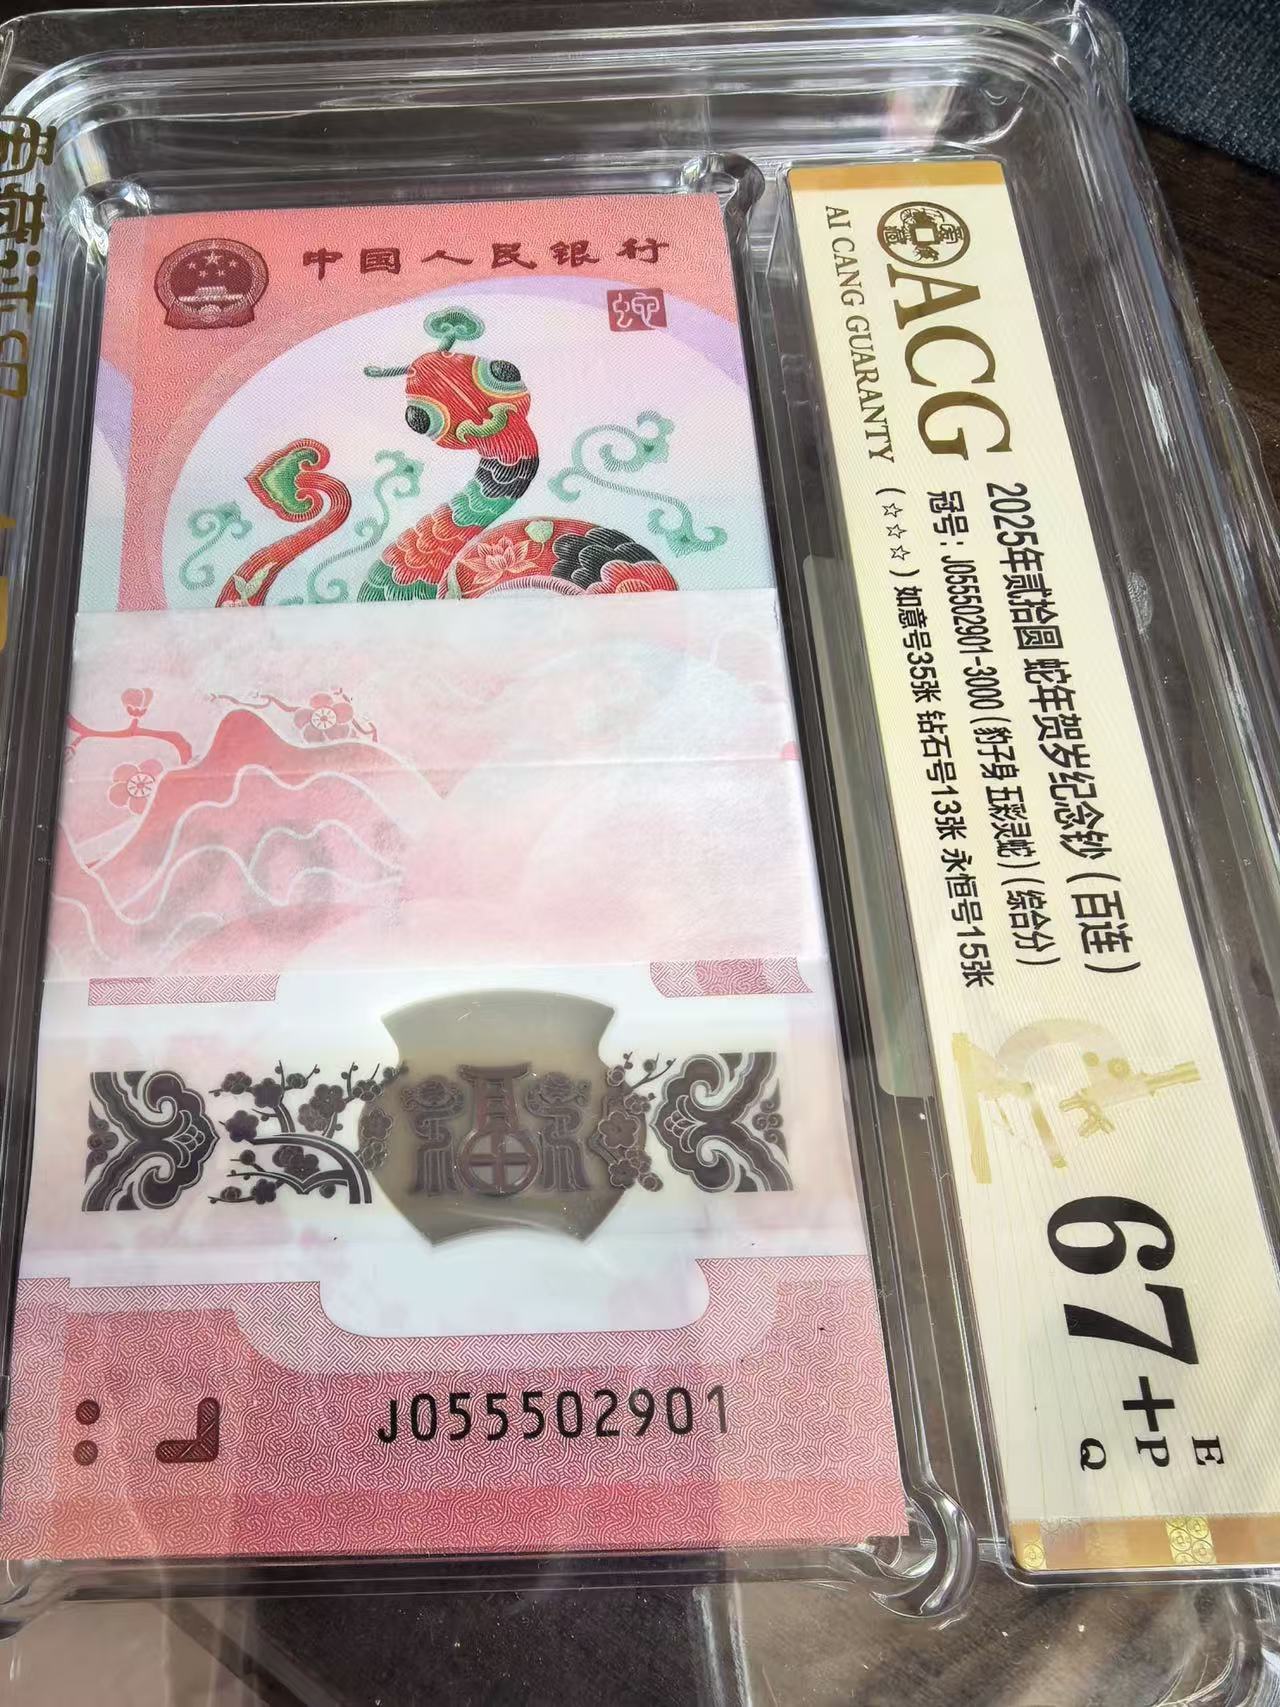 中国人民银行
蛇
福
J055502901
ACG
AI CANG GUARANTY
2025年贰拾圆 蛇年贺岁纪念钞（百连）
冠号：J055502901-3000（豹子身 五彩灵蛇）（综合分）
（☆☆☆）如意号35张 钻石号13张 永恒号15张
67+
E
P
Q